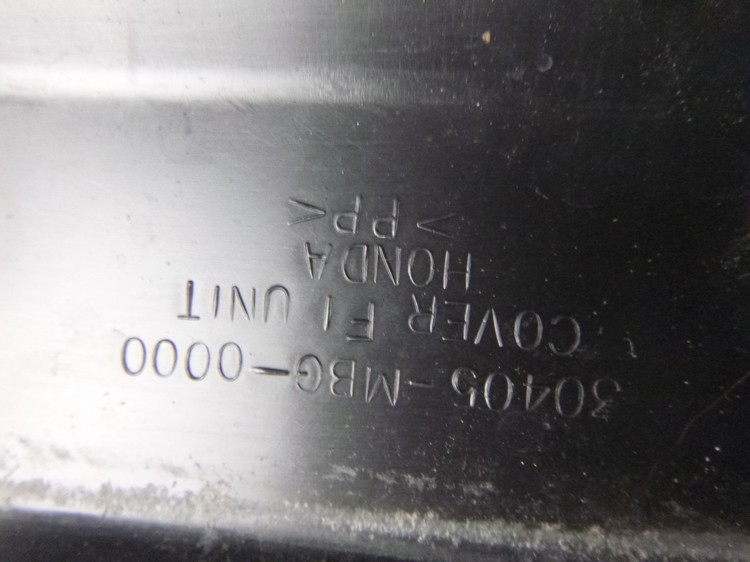 30405-MBG-0000
COVER FI UNIT
HONDA
>PP<